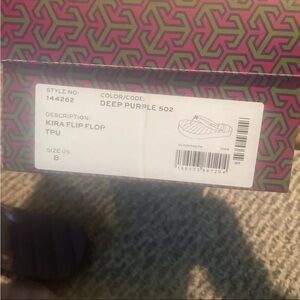 STYLE NO:
144262
COLOR/CODE:
DEEP PURPLE 502
DESCRIPTION:
KIRA FLIP FLOP
TPU
SIZE US
8